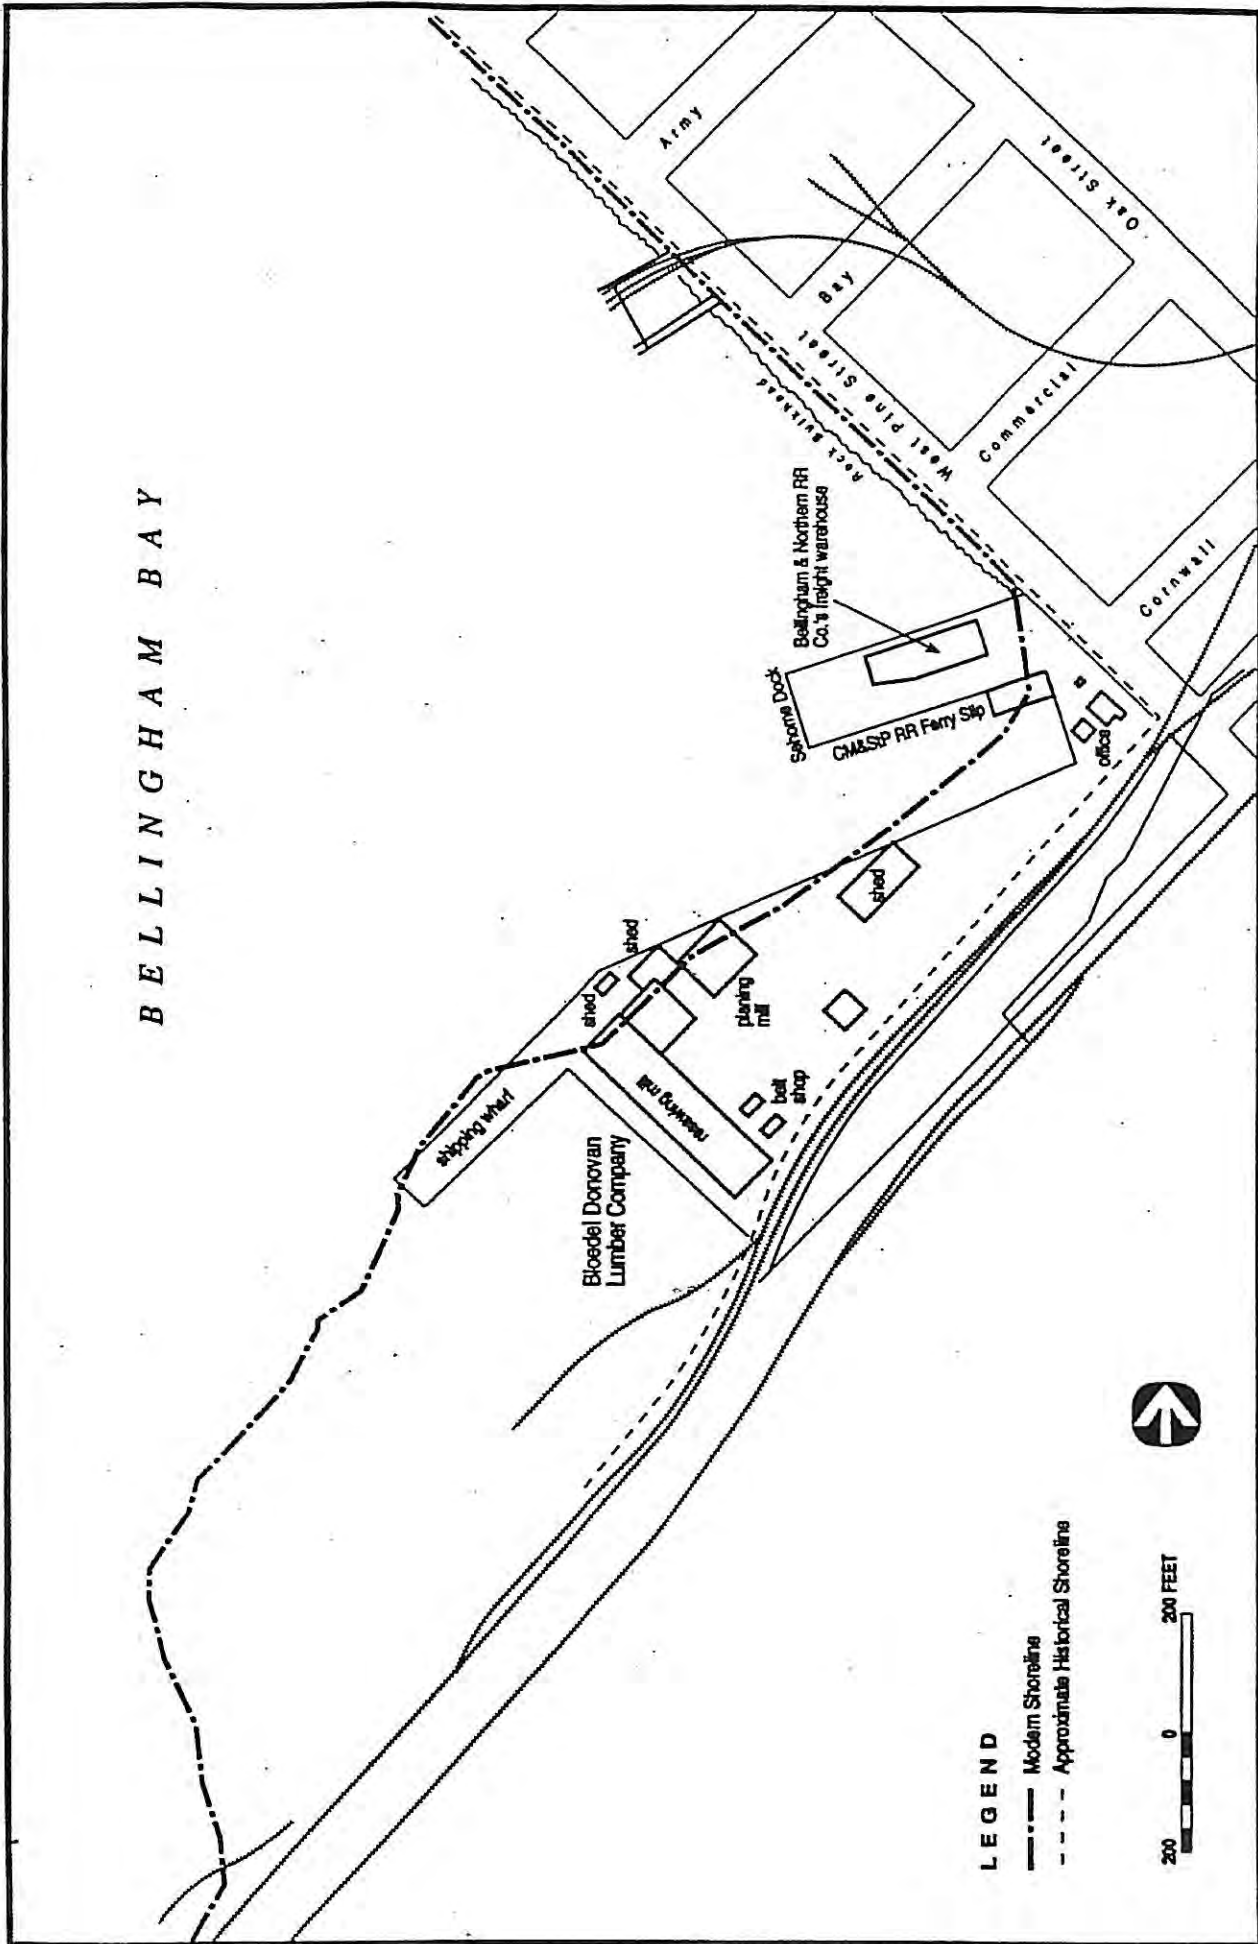 BELLINGHAM BAY
Army
Bay
Oak Street
West Pine Street
Rock Bulkhead
Commercial
Cornwall
Bellingham & Northern RR
Co.'s freight warehouse
Sehome Dock
CM&StP RR Ferry Slip
office
shed
shed
shed
planing
mill
resawing mill
belt
shop
shipping wharf
Bloedel Donovan
Lumber Company
LEGEND
Modern Shoreline
Approximate Historical Shoreline
200 0 200 FEET